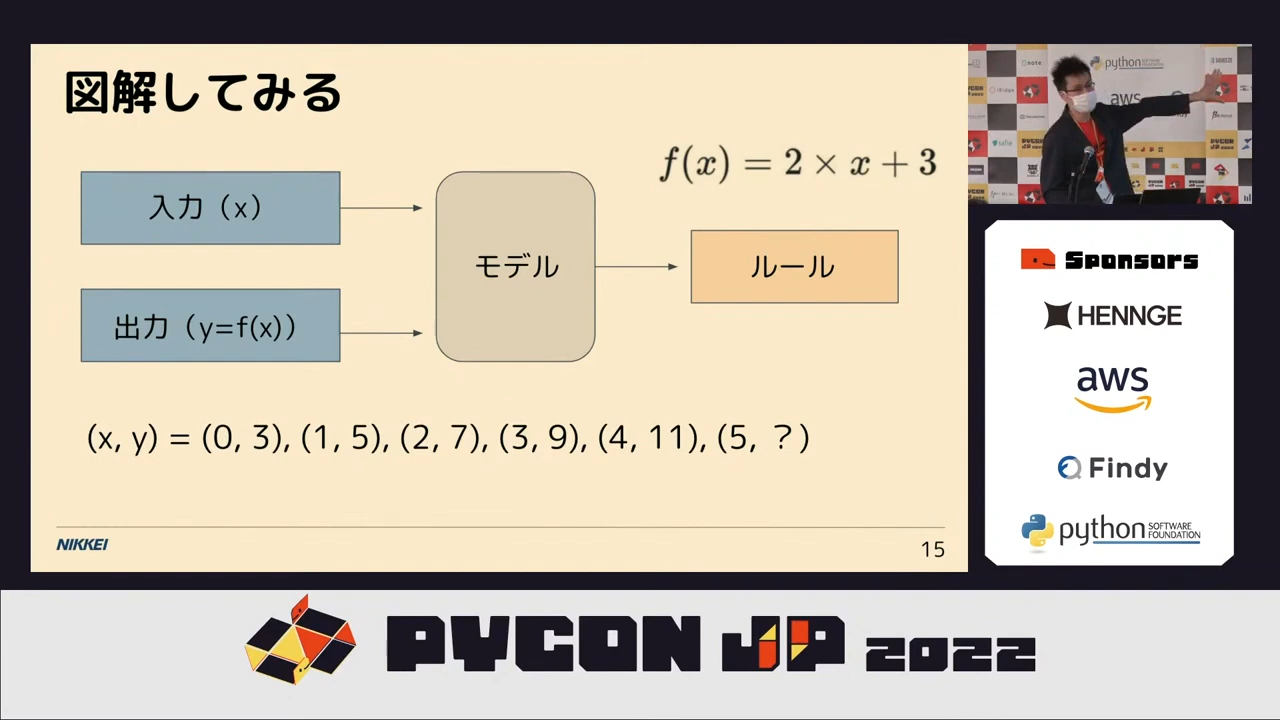 図解してみる
f(x) = 2 × x + 3
入力（x）
モデル
ルール
出力（y=f(x)）
(x, y) = (0, 3), (1, 5), (2, 7), (3, 9), (4, 11), (5, ？)
NIKKEI
15
python
aws
Sponsors
HENNGE
aws
Findy
python SOFTWARE FOUNDATION
PYCON JP 2022